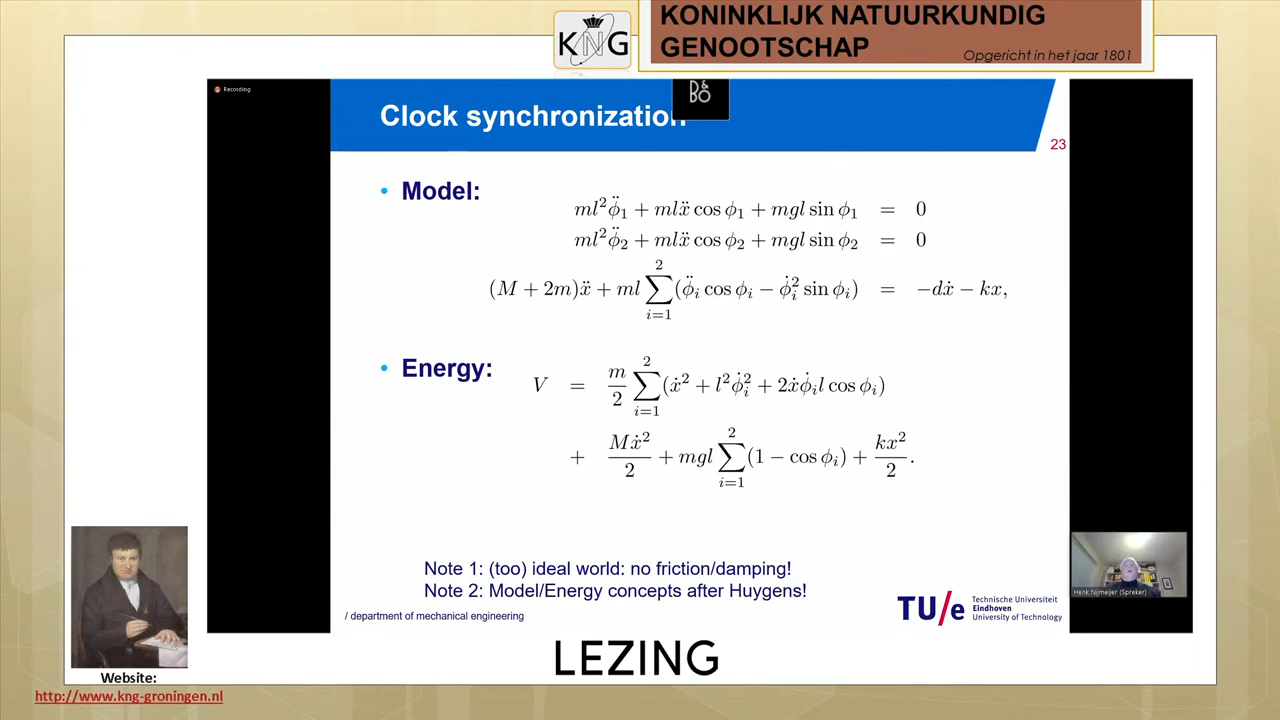 KONINKLIJK NATUURKUNDIG
GENOOTSCHAP
Opgericht in het jaar 1801
KNG
Recording
D&
BO
Clock synchronization
23
• Model:
ml²ϕ̈₁ + mlẍ cos ϕ₁ + mgl sin ϕ₁ = 0
ml²ϕ̈₂ + mlẍ cos ϕ₂ + mgl sin ϕ₂ = 0
(M + 2m)ẍ + ml ∑_{i=1}^{2} (ϕ̈ᵢ cos ϕᵢ − ϕ̇ᵢ² sin ϕᵢ) = −dẋ − kx,
• Energy:
V = m/2 ∑_{i=1}^{2} (ẋ² + l²ϕ̇ᵢ² + 2ẋϕ̇ᵢl cos ϕᵢ)
+ Mẋ²/2 + mgl ∑_{i=1}^{2} (1 − cos ϕᵢ) + kx²/2.
Note 1: (too) ideal world: no friction/damping!
Note 2: Model/Energy concepts after Huygens!
/ department of mechanical engineering
TU/e
Technische Universiteit
Eindhoven
University of Technology
Henk Nijmeijer (Spreker)
LEZING
Website:
http://www.kng-groningen.nl